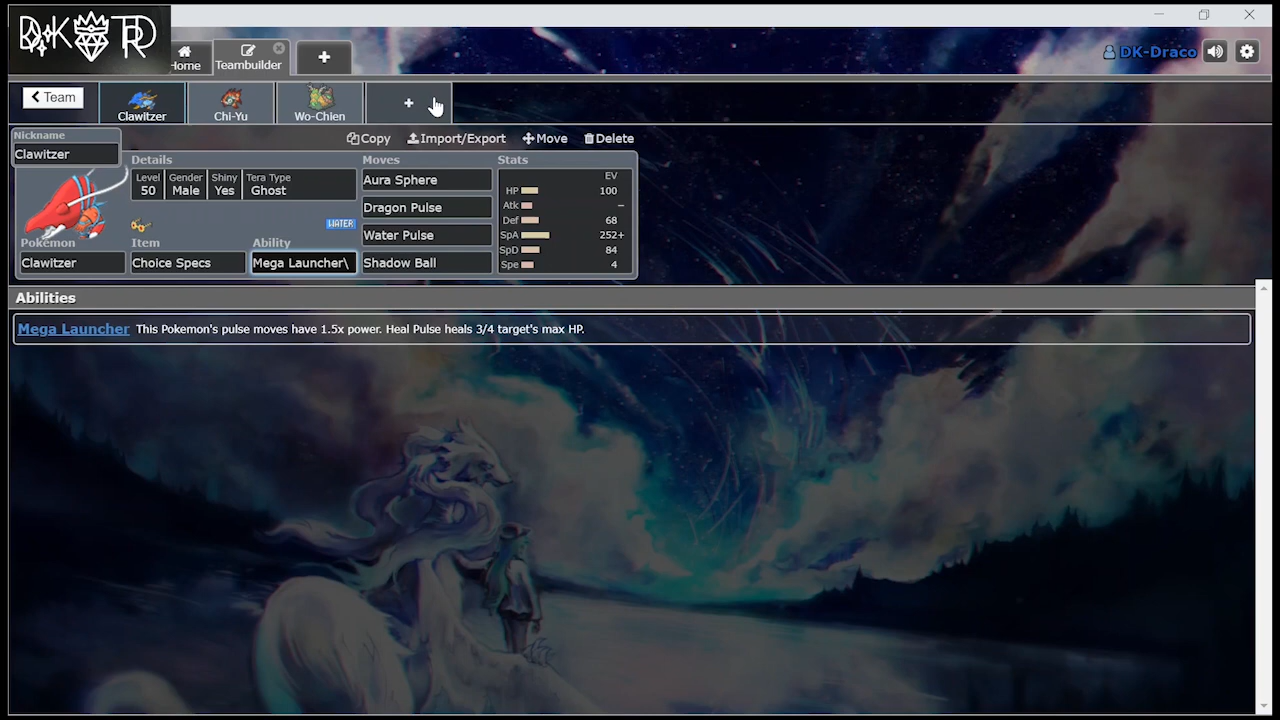 DK TR
Home
Teambuilder
+
DK-Draco
Team
Clawitzer
Chi-Yu
Wo-Chien
+
Copy
Import/Export
Move
Delete
Nickname
Clawitzer
Details
Level
50
Gender
Male
Shiny
Yes
Tera Type
Ghost
WATER
Pokémon
Clawitzer
Item
Choice Specs
Ability
Mega Launcher\
Moves
Aura Sphere
Dragon Pulse
Water Pulse
Shadow Ball
Stats
EV
HP 100
Atk –
Def 68
SpA 252+
SpD 84
Spe 4
Abilities
Mega Launcher This Pokemon's pulse moves have 1.5x power. Heal Pulse heals 3/4 target's max HP.